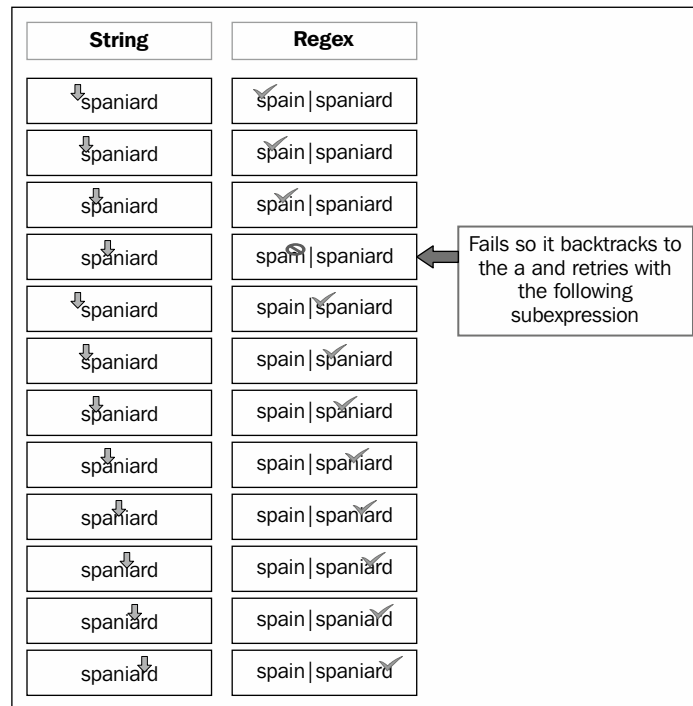 String Regex
spaniard spain|spaniard
spaniard spain|spaniard
spaniard spain|spaniard
spaniard spain|spaniard
Fails so it backtracks to
the a and retries with
the following
subexpression
spaniard spain|spaniard
spaniard spain|spaniard
spaniard spain|spaniard
spaniard spain|spaniard
spaniard spain|spaniard
spaniard spain|spaniard
spaniard spain|spaniard
spaniard spain|spaniard